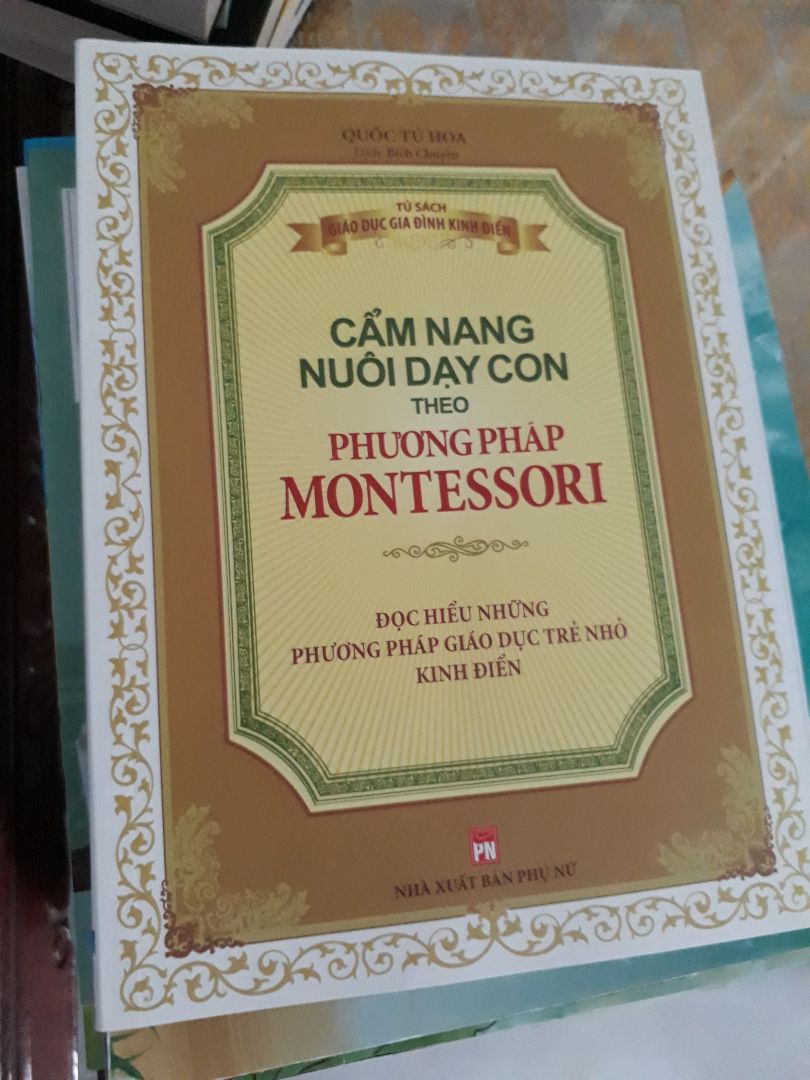 QUỐC TÚ HOA
Dịch: Bích Chuyên
TỦ SÁCH
GIÁO DỤC GIA ĐÌNH KINH ĐIỂN
CẨM NANG
NUÔI DẠY CON
THEO
PHƯƠNG PHÁP
MONTESSORI
ĐỌC HIỂU NHỮNG
PHƯƠNG PHÁP GIÁO DỤC TRẺ NHỎ
KINH ĐIỂN
PN
NHÀ XUẤT BẢN PHỤ NỮ